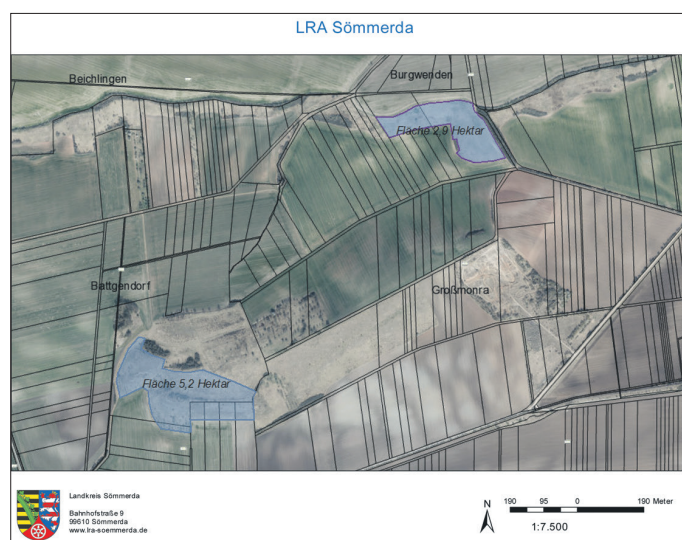 LRA Sömmerda
Beichlingen
Burgwenden
Fläche 2,9 Hektar
Battgendorf
Großmonra
Fläche 5,2 Hektar
Landkreis Sömmerda
Bahnhofstraße 9
99610 Sömmerda
www.lra-soemmerda.de
N
190 95 0 190 Meter
1:7.500